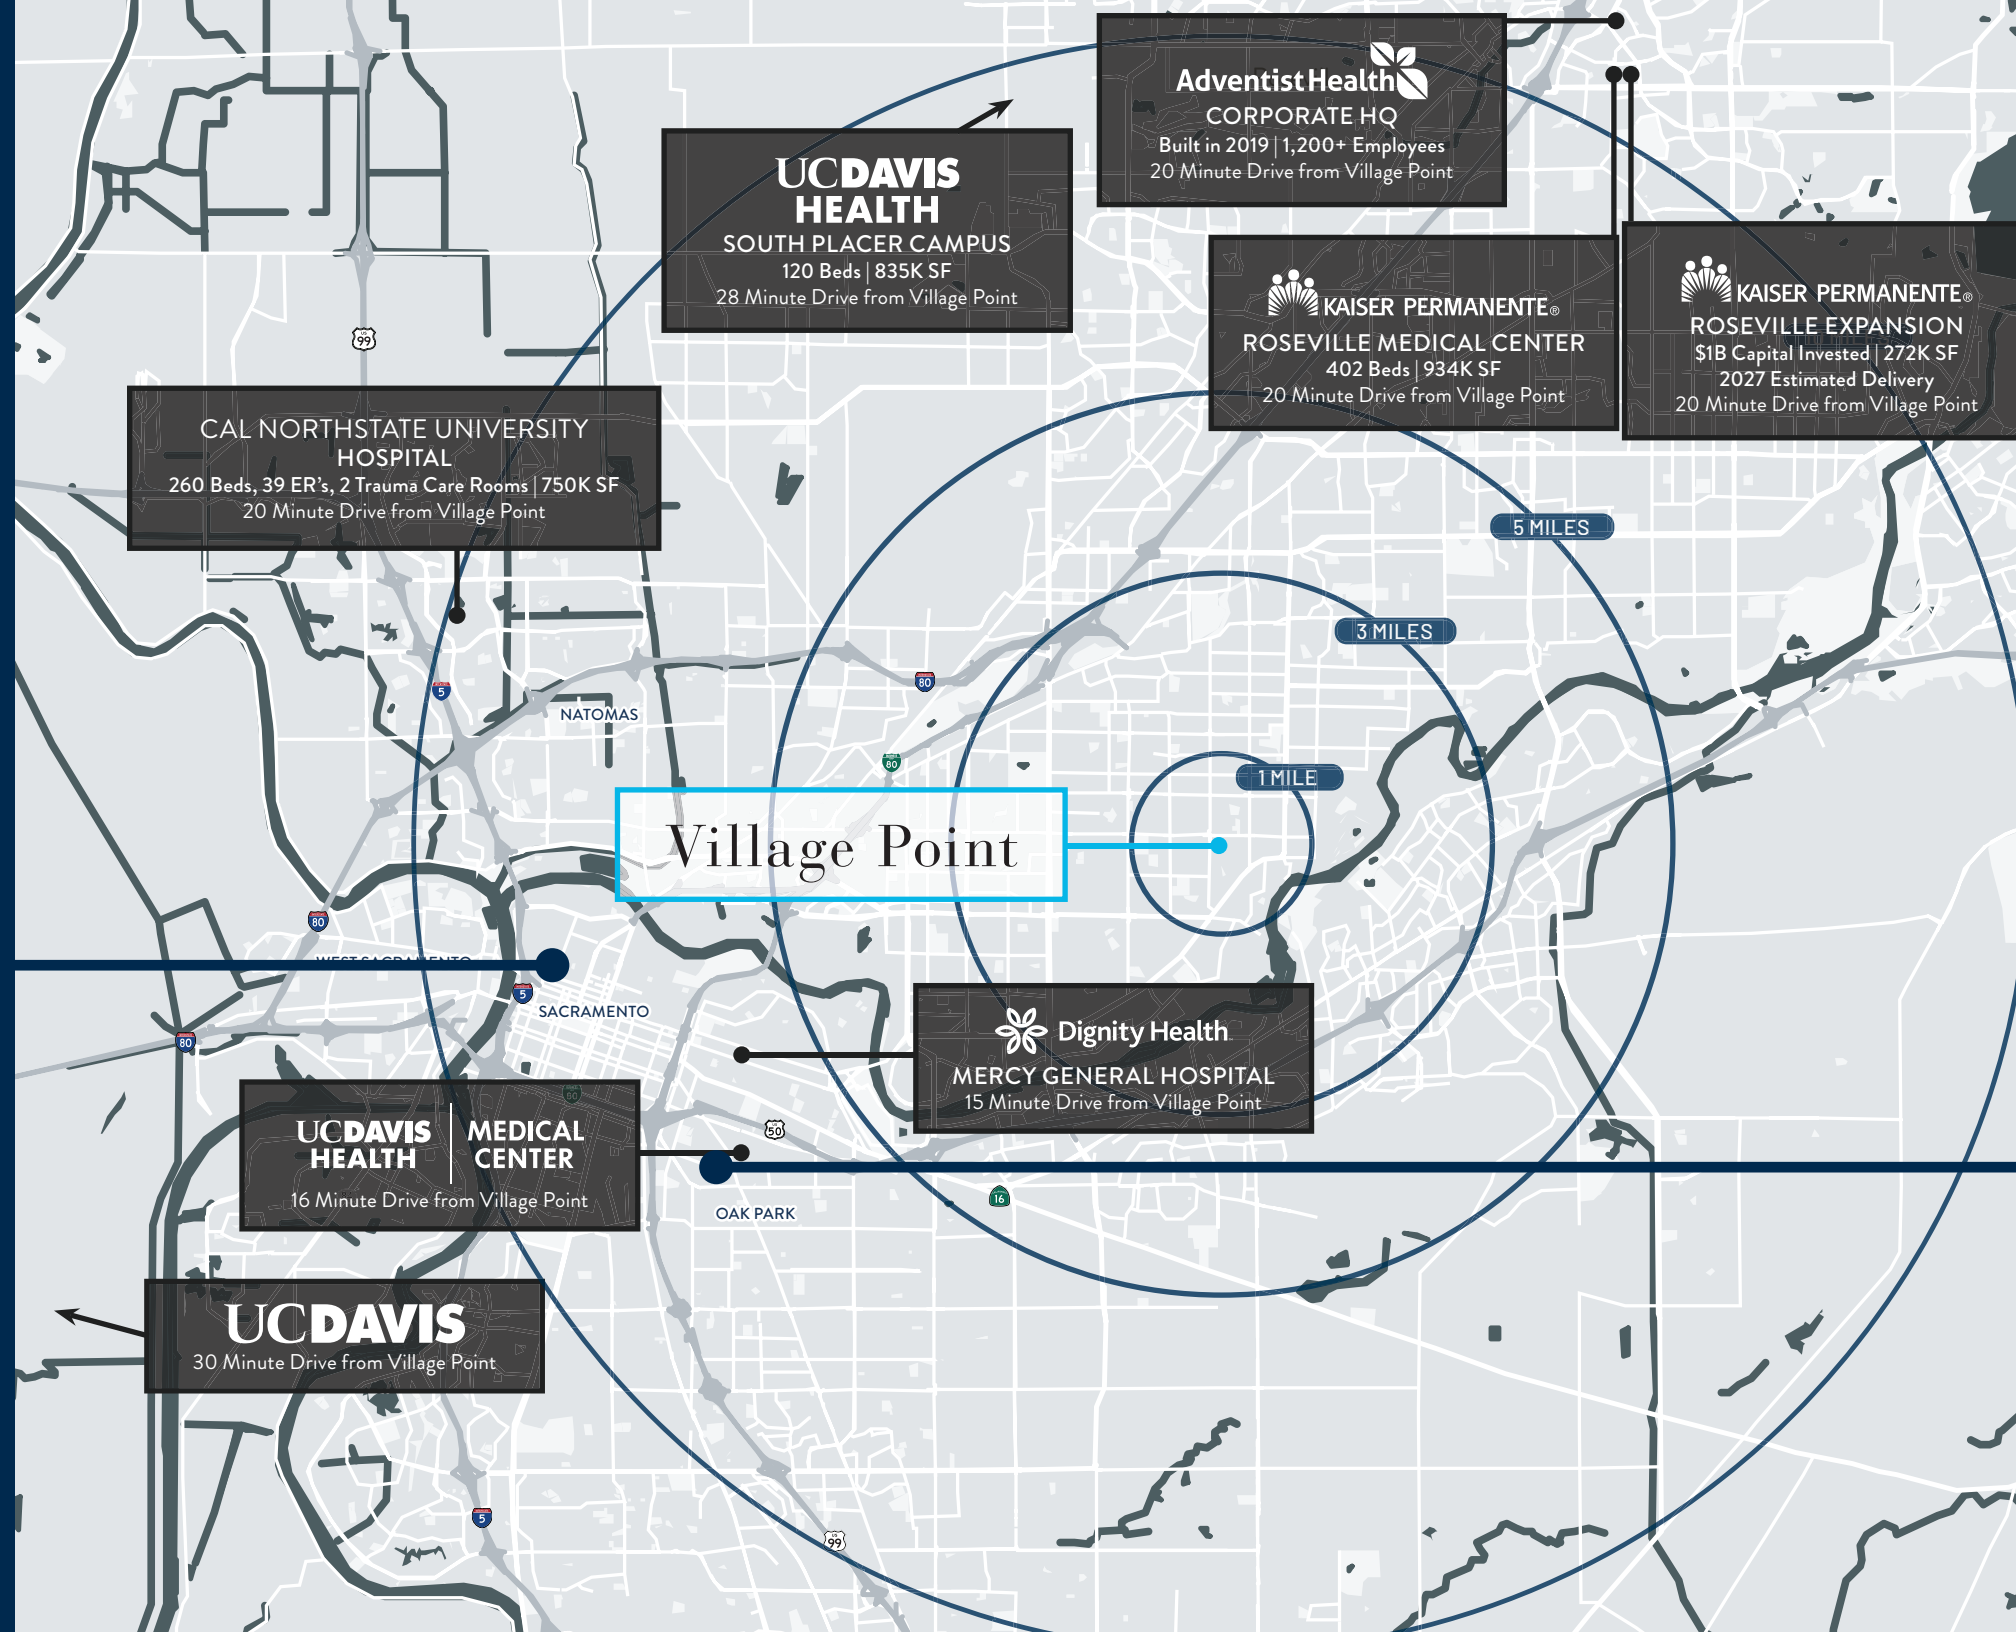 AdventistHealth
CORPORATE HQ
Built in 2019 | 1,200+ Employees
20 Minute Drive from Village Point
UCDAVIS
HEALTH
SOUTH PLACER CAMPUS
120 Beds | 835K SF
28 Minute Drive from Village Point
KAISER PERMANENTE®
ROSEVILLE MEDICAL CENTER
402 Beds | 934K SF
20 Minute Drive from Village Point
KAISER PERMANENTE®
ROSEVILLE EXPANSION
$1B Capital Invested | 272K SF
2027 Estimated Delivery
20 Minute Drive from Village Point
US
99
CAL NORTHSTATE UNIVERSITY
HOSPITAL
260 Beds, 39 ER's, 2 Trauma Care Rooms | 750K SF
20 Minute Drive from Village Point
5 MILES
3 MILES
80
5
NATOMAS
80
1 MILE
Village Point
80
WEST SACRAMENTO
5
SACRAMENTO
80
Dignity Health
MERCY GENERAL HOSPITAL
15 Minute Drive from Village Point
80
UCDAVIS
HEALTH
MEDICAL
CENTER
16 Minute Drive from Village Point
US
50
16
OAK PARK
UCDAVIS
30 Minute Drive from Village Point
5
US
99